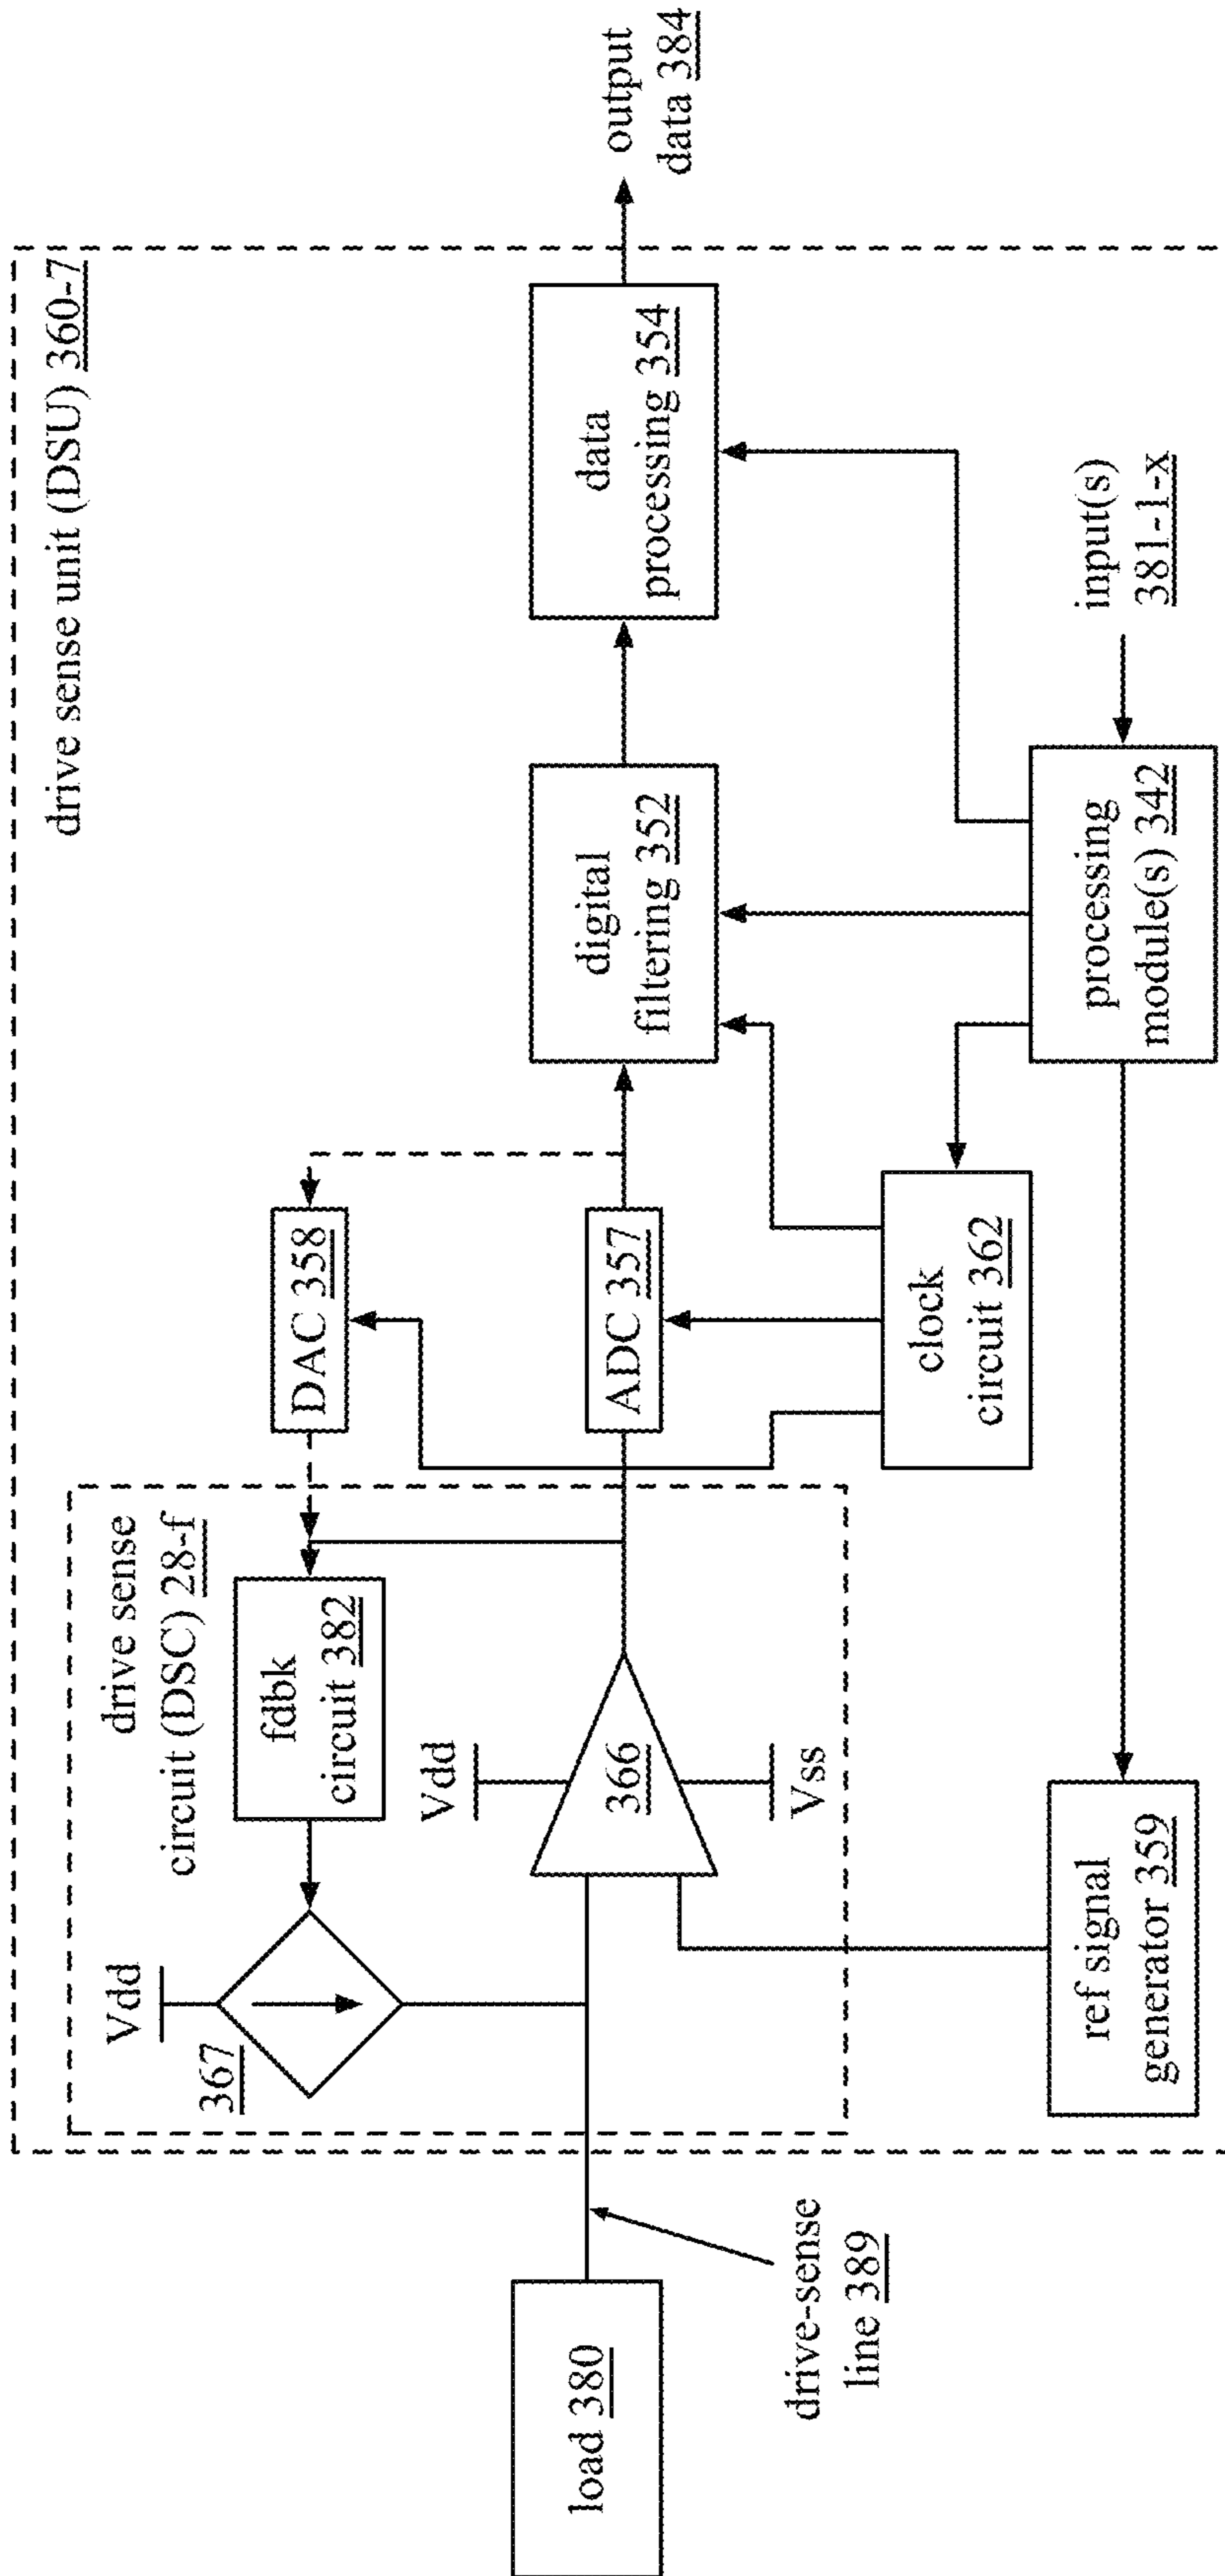 drive sense unit (DSU) 360-7
drive sense
circuit (DSC) 28-f
Vdd
367
fdbk
circuit 382
DAC 358
Vdd
366
Vss
ADC 357
digital
filtering 352
data
processing 354
output
data 384
load 380
drive-sense
line 389
clock
circuit 362
ref signal
generator 359
processing
module(s) 342
input(s)
381-1-x